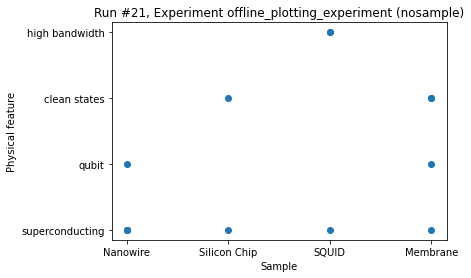 Run #21, Experiment offline_plotting_experiment (nosample)
high bandwidth
clean states
qubit
superconducting
Physical feature
Nanowire Silicon Chip SQUID Membrane
Sample